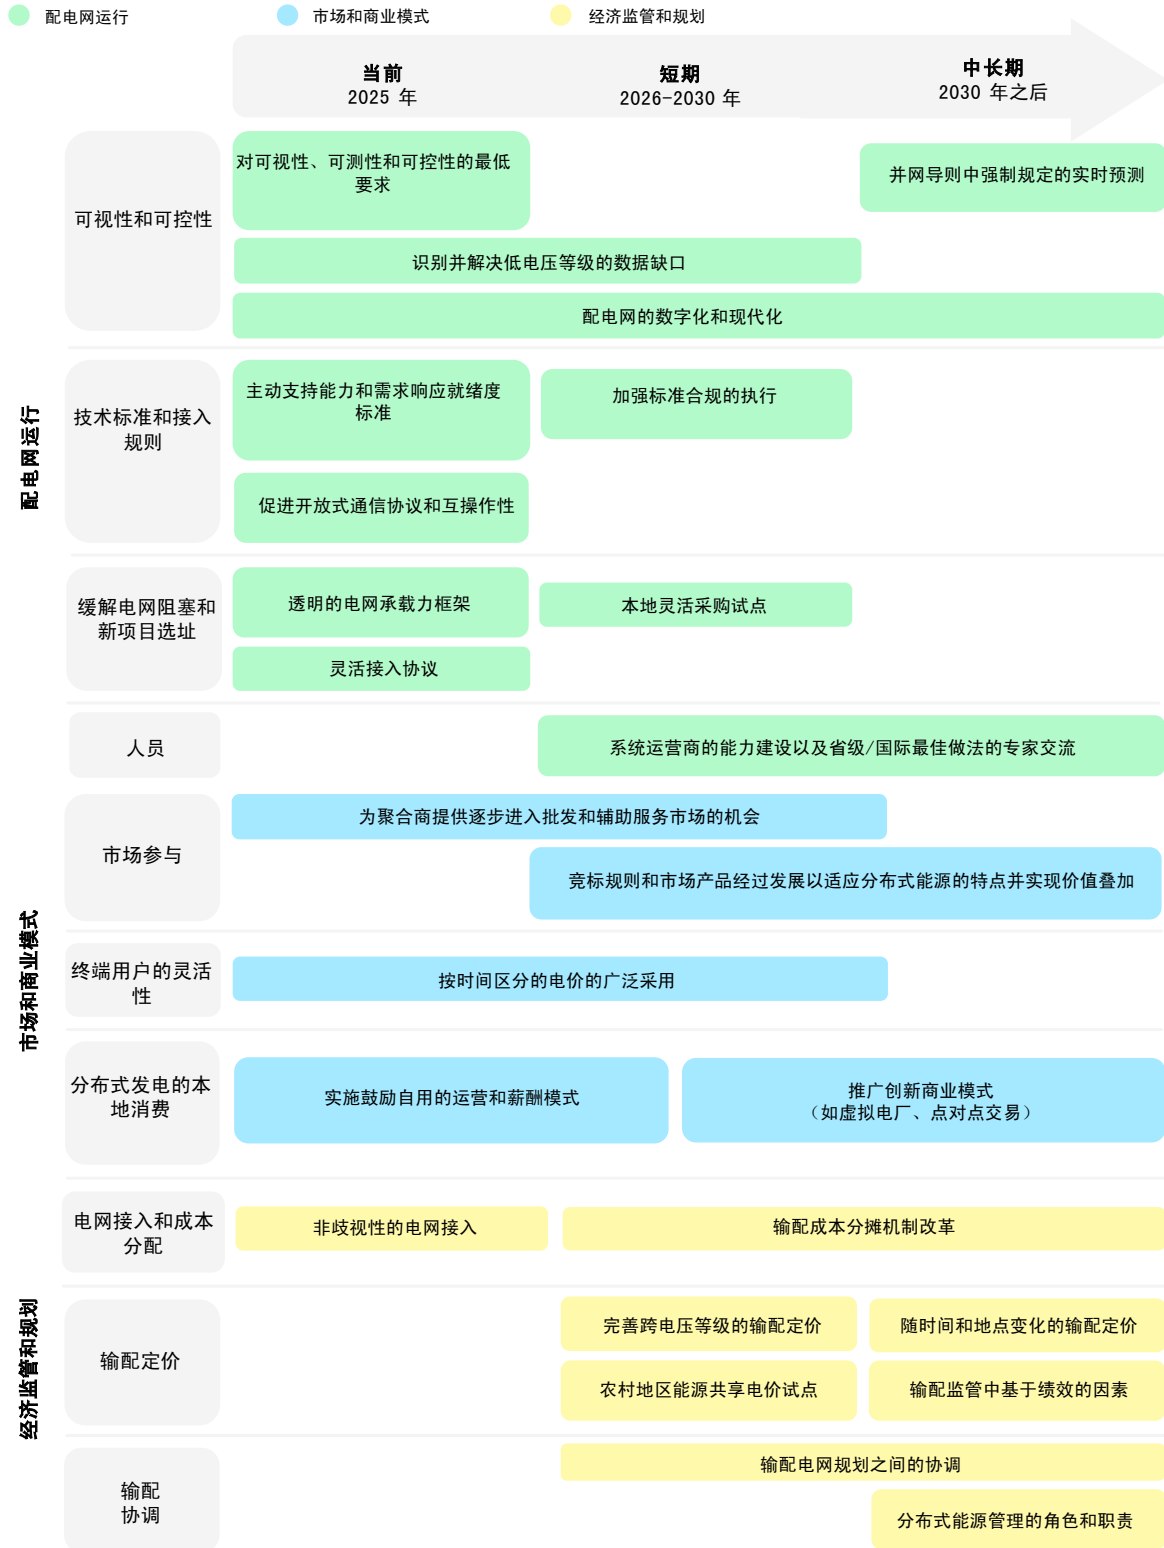 配电网运行
市场和商业模式
经济监管和规划
当前
2025 年
短期
2026-2030 年
中长期
2030 年之后
配电网运行
可视性和可控性
对可视性、可测性和可控性的最低
要求
并网导则中强制规定的实时预测
识别并解决低电压等级的数据缺口
配电网的数字化和现代化
技术标准和接入
规则
主动支持能力和需求响应就绪度
标准
加强标准合规的执行
促进开放式通信协议和互操作性
缓解电网阻塞和
新项目选址
透明的电网承载力框架
本地灵活采购试点
灵活接入协议
人员
系统运营商的能力建设以及省级/国际最佳做法的专家交流
市场和商业模式
市场参与
为聚合商提供逐步进入批发和辅助服务市场的机会
竞标规则和市场产品经过发展以适应分布式能源的特点并实现价值叠加
终端用户的灵活
性
按时间区分的电价的广泛采用
分布式发电的本
地消费
实施鼓励自用的运营和薪酬模式
推广创新商业模式
（如虚拟电厂、点对点交易）
经济监管和规划
电网接入和成本
分配
非歧视性的电网接入
输配成本分摊机制改革
输配定价
完善跨电压等级的输配定价
随时间和地点变化的输配定价
农村地区能源共享电价试点
输配监管中基于绩效的因素
输配
协调
输配电网规划之间的协调
分布式能源管理的角色和职责